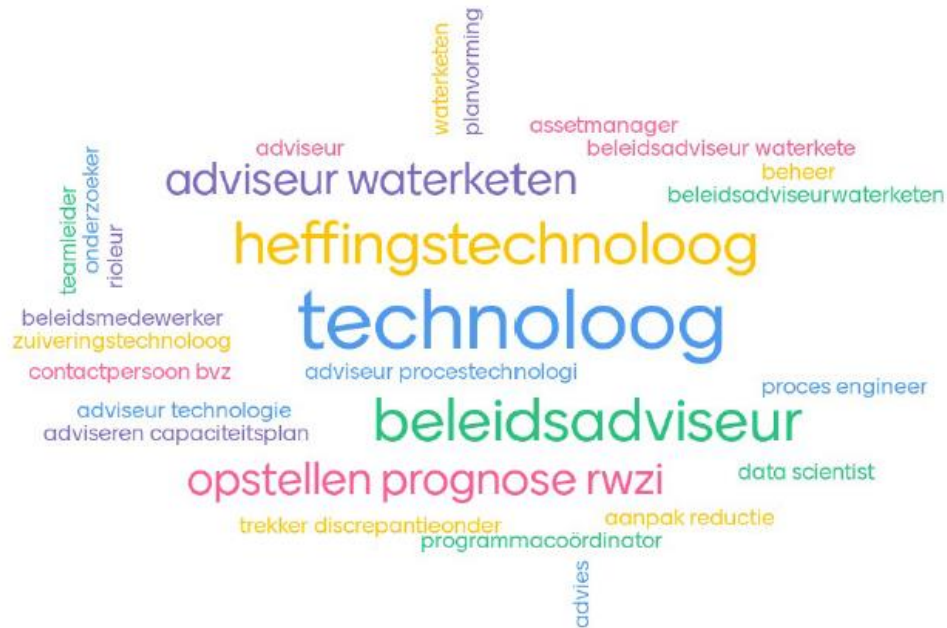 waterketen
planvorming
assetmanager
adviseur
beleidsadviseur waterkete
adviseur waterketen
beheer
beleidsadviseurwaterketen
teamleider
onderzoeker
rioleur
heffingstechnoloog
technoloog
beleidsmedewerker
zuiveringstechnoloog
contactpersoon bvz
adviseur procestechnologi
proces engineer
adviseur technologie
beleidsadviseur
adviseren capaciteitsplan
opstellen prognose rwzi
data scientist
trekker discrepantieonder
aanpak reductie
programmacoördinator
advies